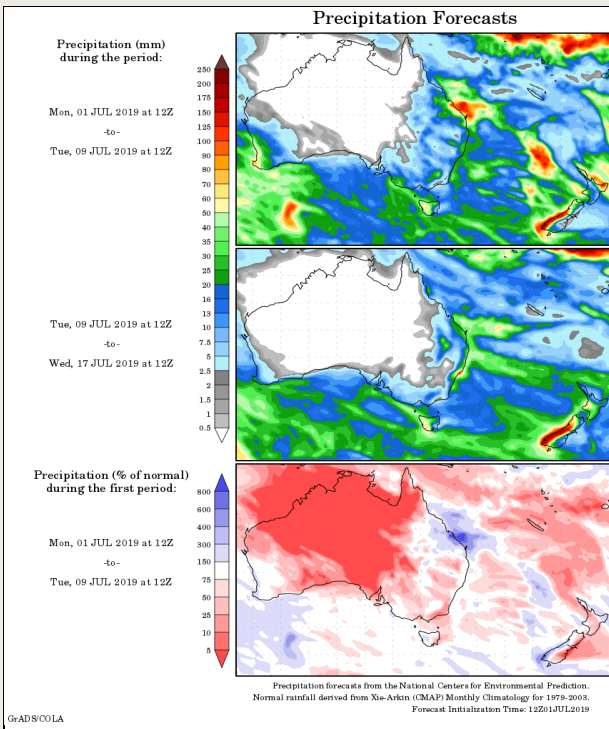 Precipitation Forecasts
Precipitation (mm)
during the period:
Mon, 01 JUL 2019 at 12Z
-to-
Tue, 09 JUL 2019 at 12Z
250
200
175
150
125
100
90
80
70
60
50
40
35
30
25
20
16
13
10
7.5
5
2.5
2
1.5
1
0.5
Tue, 09 JUL 2019 at 12Z
-to-
Wed, 17 JUL 2019 at 12Z
Precipitation (% of normal)
during the first period:
Mon, 01 JUL 2019 at 12Z
-to-
Tue, 09 JUL 2019 at 12Z
800
600
400
300
150
75
50
25
10
5
Precipitation forecasts from the National Centers for Environmental Prediction.
Normal rainfall derived from Xie-Arkin (CMAP) Monthly Climatology for 1979-2003.
Forecast Initialization Time: 12Z01JUL2019
GrADS/COLA